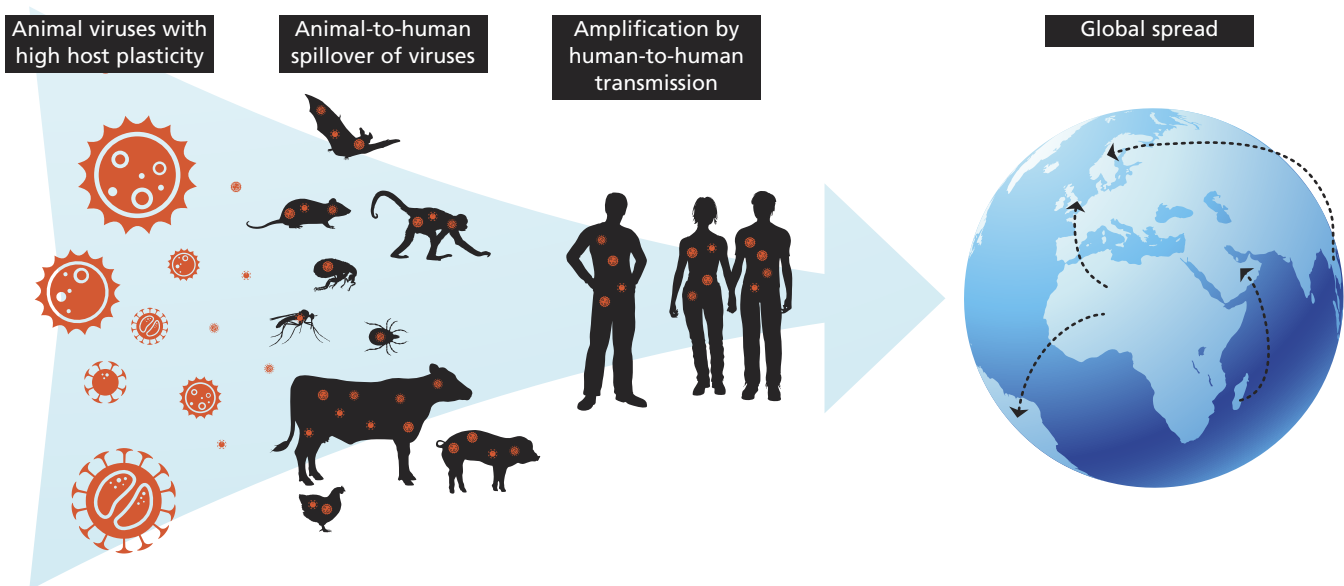 Animal viruses with
high host plasticity
Animal-to-human
spillover of viruses
Amplification by
human-to-human
transmission
Global spread